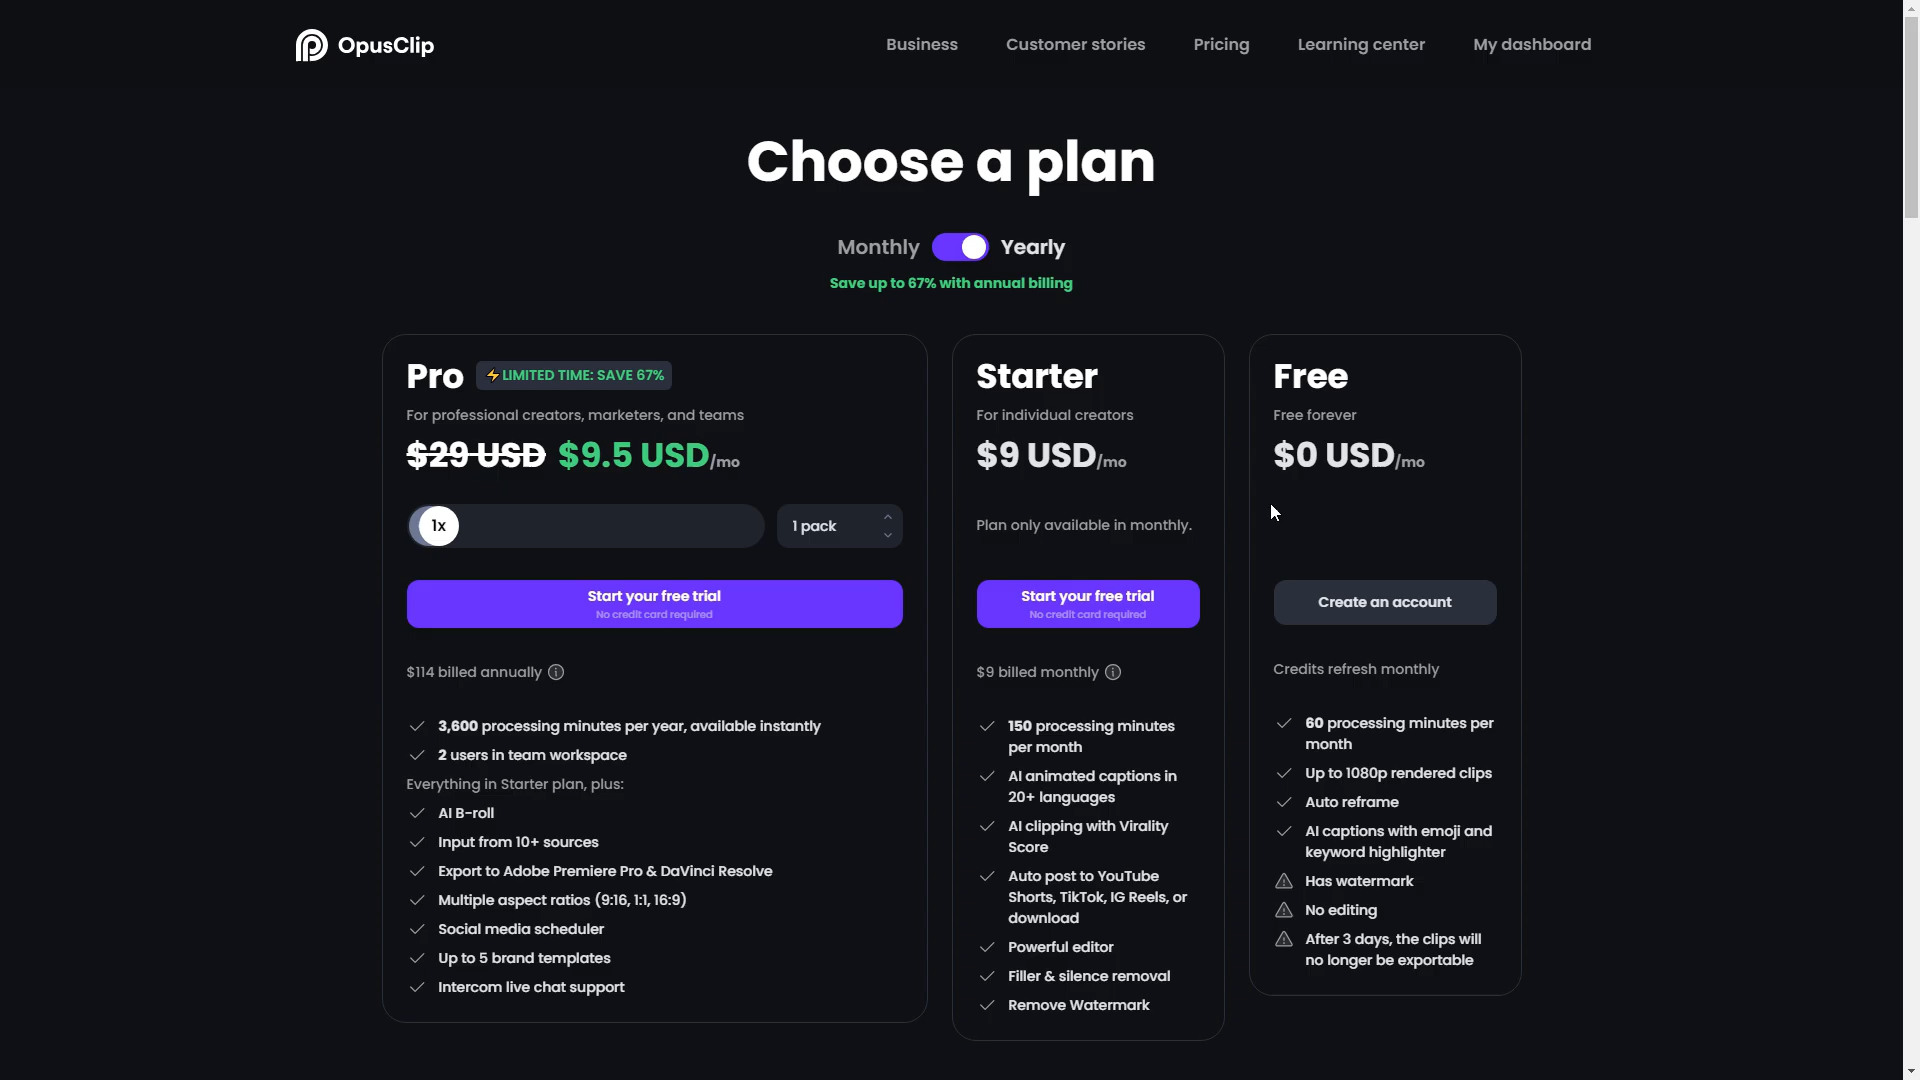 OpusClip
Business
Customer stories
Pricing
Learning center
My dashboard
Choose a plan
Monthly
Yearly
Save up to 67% with annual billing
Pro
⚡LIMITED TIME: SAVE 67%
For professional creators, marketers, and teams
$29 USD $9.5 USD/mo
1x
1 pack
Start your free trial
No credit card required
$114 billed annually
3,600 processing minutes per year, available instantly
2 users in team workspace
Everything in Starter plan, plus:
AI B-roll
Input from 10+ sources
Export to Adobe Premiere Pro & DaVinci Resolve
Multiple aspect ratios (9:16, 1:1, 16:9)
Social media scheduler
Up to 5 brand templates
Intercom live chat support
Starter
For individual creators
$9 USD/mo
Plan only available in monthly.
Start your free trial
No credit card required
$9 billed monthly
150 processing minutes
per month
AI animated captions in
20+ languages
AI clipping with Virality
Score
Auto post to YouTube
Shorts, TikTok, IG Reels, or
download
Powerful editor
Filler & silence removal
Remove Watermark
Free
Free forever
$0 USD/mo
Create an account
Credits refresh monthly
60 processing minutes per
month
Up to 1080p rendered clips
Auto reframe
AI captions with emoji and
keyword highlighter
Has watermark
No editing
After 3 days, the clips will
no longer be exportable